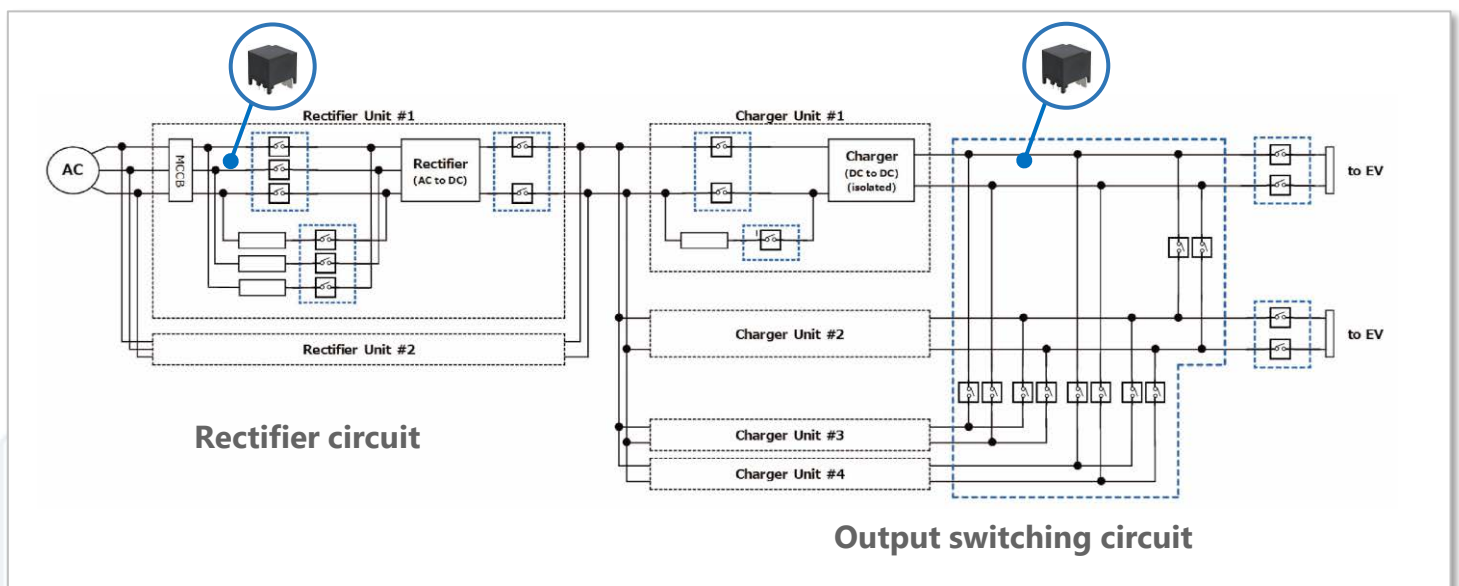 Rectifier Unit #1
Charger Unit #1
AC
MCCB
Rectifier
(AC to DC)
Charger
(DC to DC)
(isolated)
to EV
Rectifier Unit #2
Charger Unit #2
to EV
Rectifier circuit
Charger Unit #3
Charger Unit #4
Output switching circuit